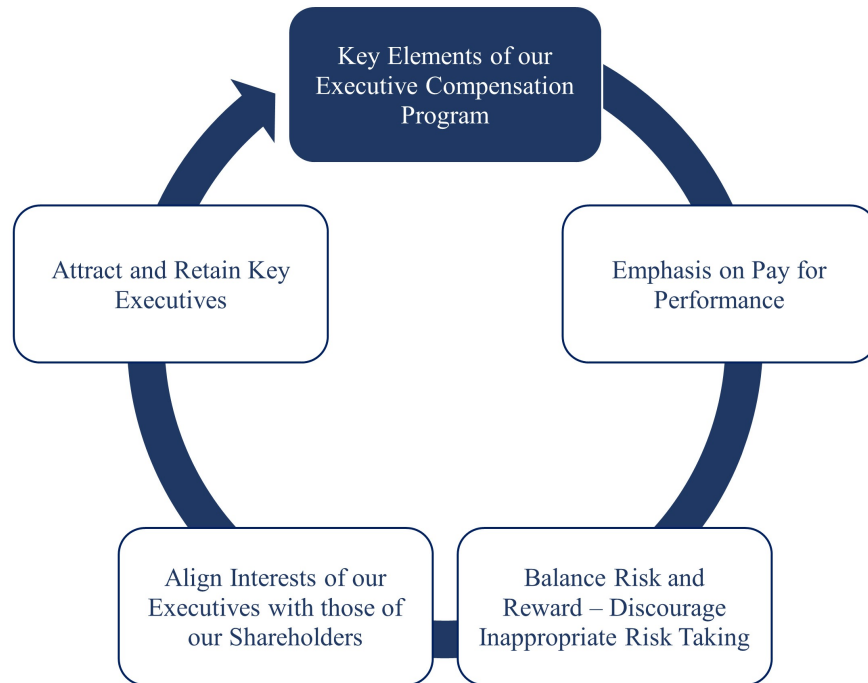 Key Elements of our
Executive Compensation
Program
Emphasis on Pay for
Performance
Balance Risk and
Reward – Discourage
Inappropriate Risk Taking
Align Interests of our
Executives with those of
our Shareholders
Attract and Retain Key
Executives